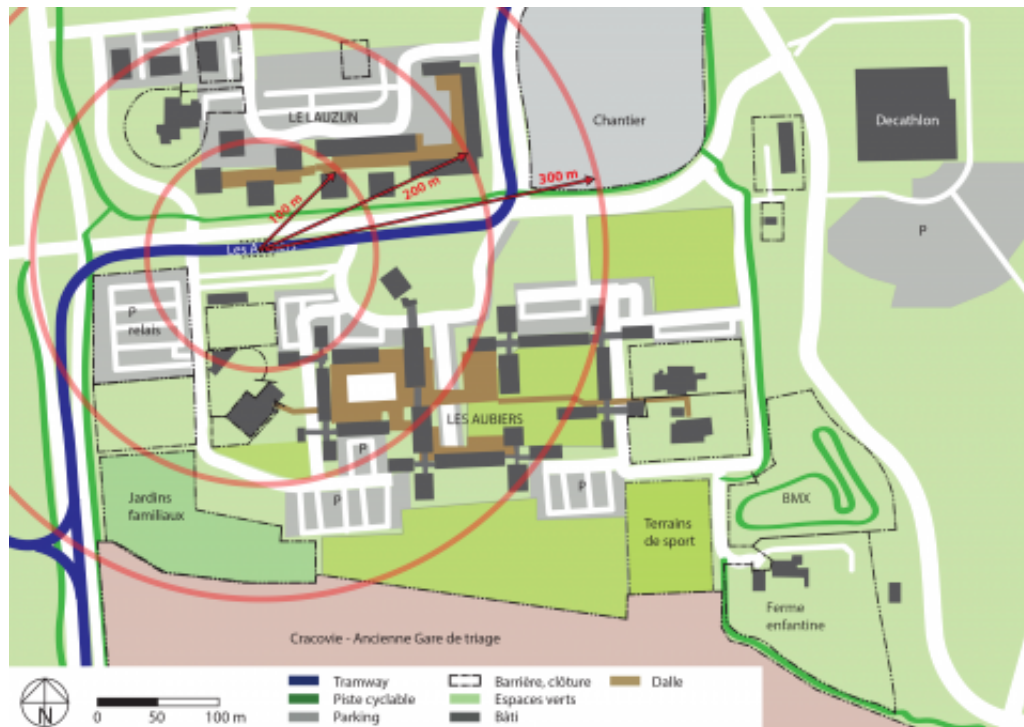 LE LAUZUN
Chantier
Decathlon
100 m
200 m
300 m
P
P
relais
LES AUBIERS
P
P
P
Jardins
familiaux
Terrains
de sport
BMX
Ferme
enfantine
Cracovie - Ancienne Gare de triage
N
0 50 100 m
Tramway
Piste cyclable
Parking
Barrière, clôture
Espaces verts
Bâti
Dalle